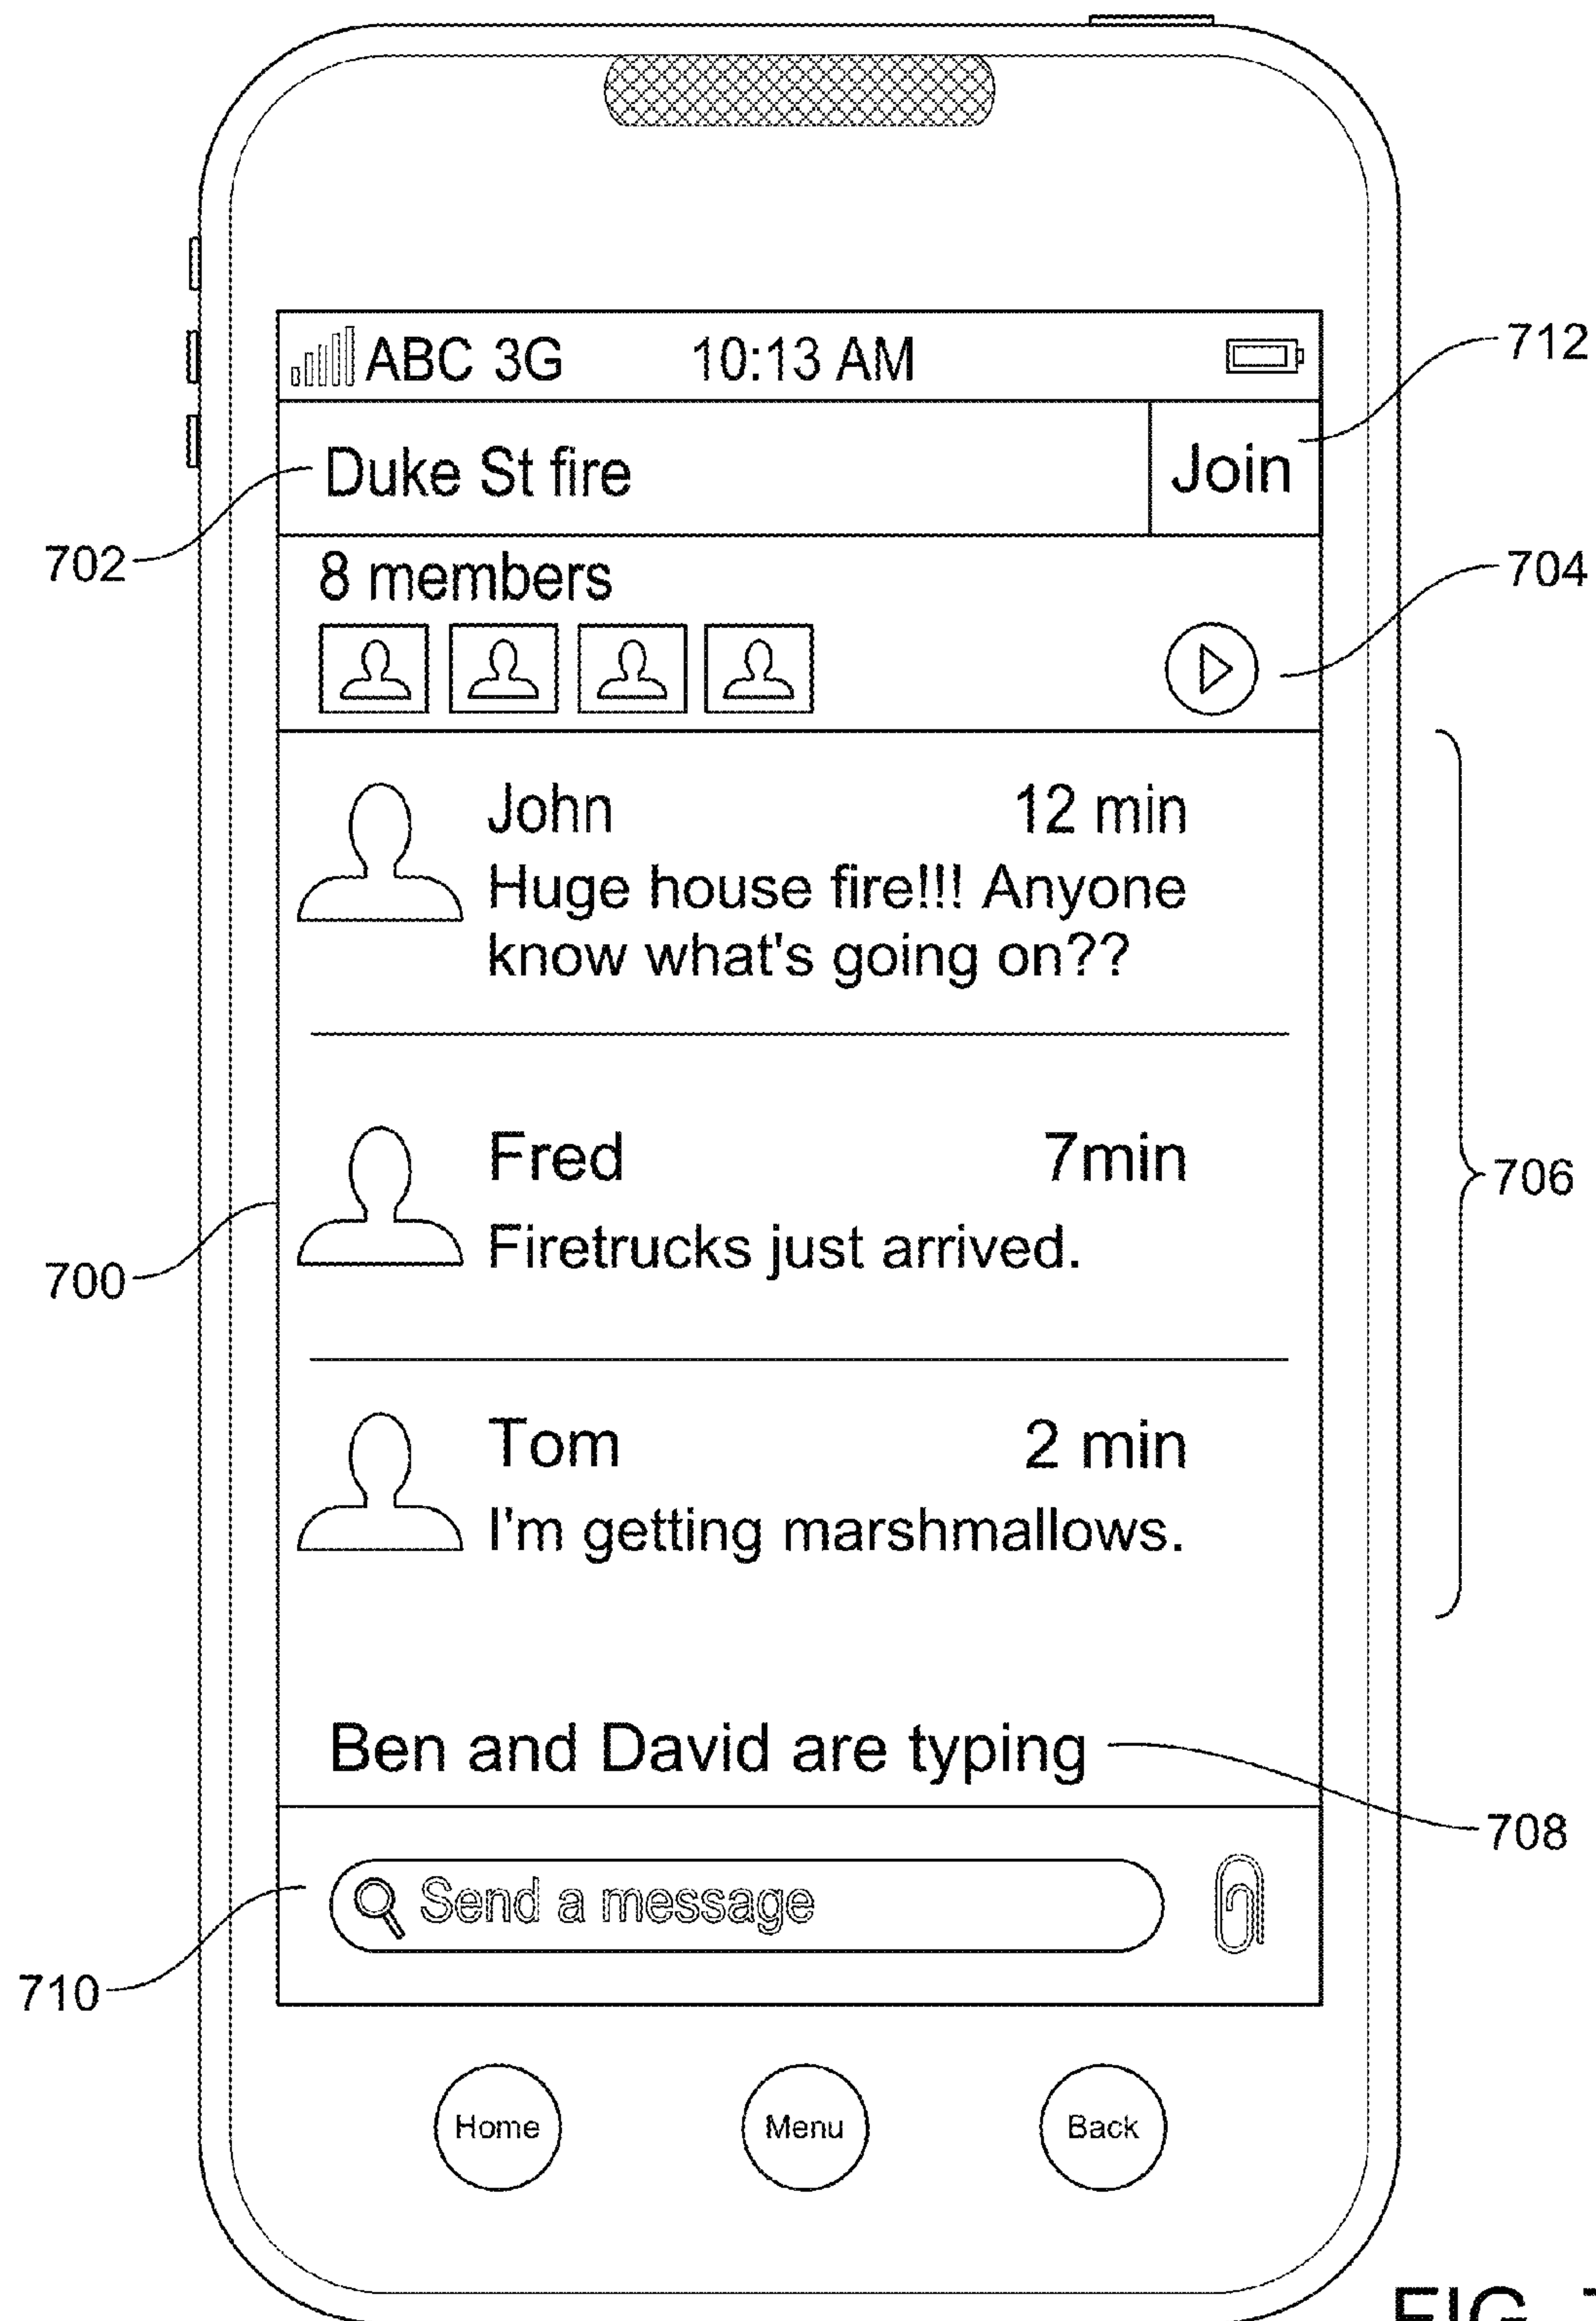 ABC 3G 10:13 AM
712
Duke St fire Join
702
8 members
704
John 12 min
Huge house fire!!! Anyone
know what's going on??
Fred 7min
706
Firetrucks just arrived.
700
Tom 2 min
I'm getting marshmallows.
Ben and David are typing
708
Send a message
710
Home Menu Back
FIG.